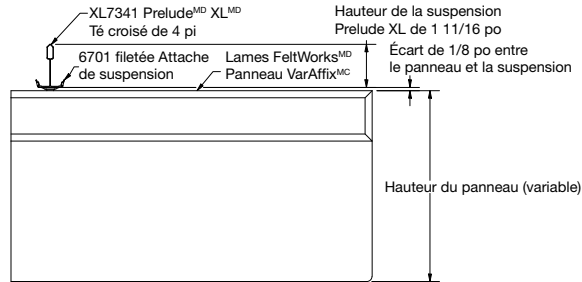 XL7341 Prelude^MD XL^MD
Té croisé de 4 pi
6701 filetée Attache
de suspension
Lames FeltWorks^MD
Panneau VarAffix^MC
Hauteur de la suspension
Prelude XL de 1 11/16 po
Écart de 1/8 po entre
le panneau et la suspension
Hauteur du panneau (variable)